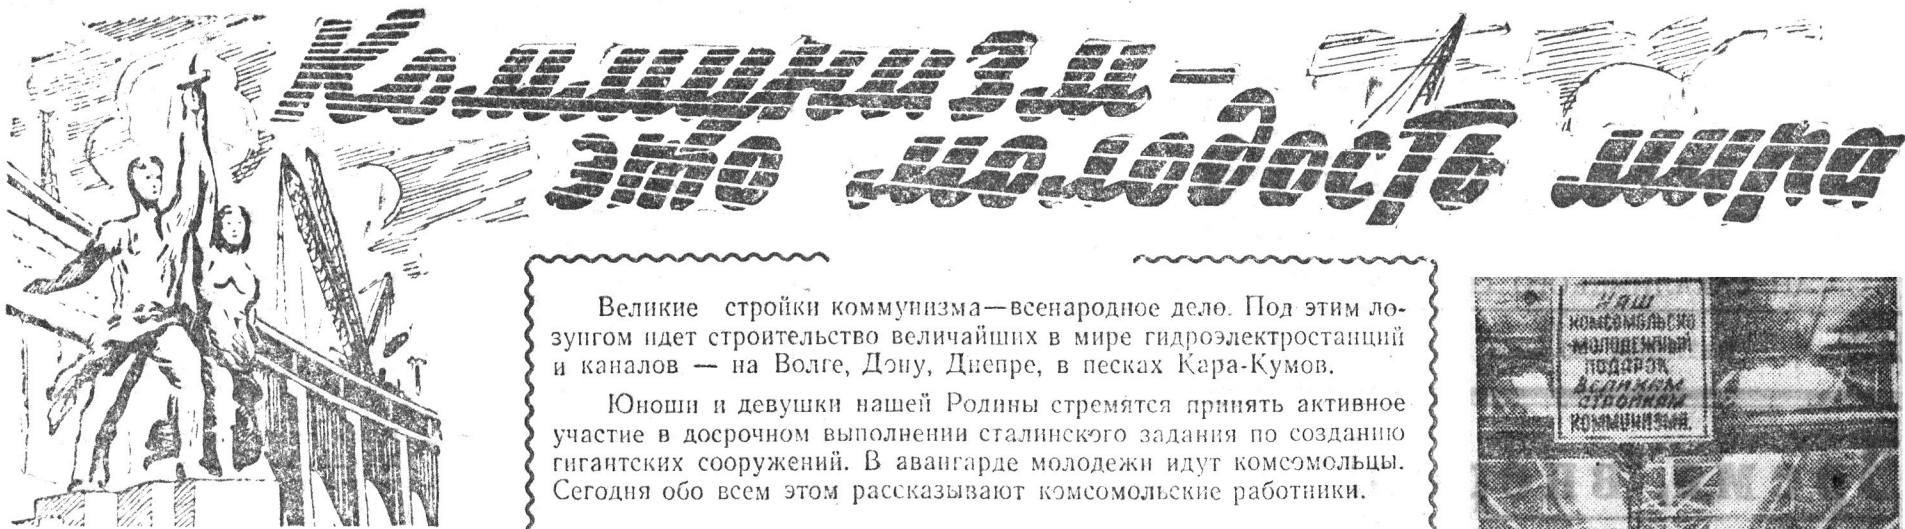 Коммунизм —
это молодость мира
Великие стройки коммунизма—всенародное дело. Под этим ло-
зунгом идет строительство величайших в мире гидроэлектростанций
и каналов — на Волге, Дону, Днепре, в песках Кара-Кумов.
Юноши и девушки нашей Родины стремятся принять активное
участие в досрочном выполнении сталинского задания по созданию
гигантских сооружений. В авангарде молодежи идут комсомольцы.
Сегодня обо всем этом рассказывают комсомольские работники.
НАШ
КОМСОМОЛЬСКО
МОЛОДЕЖНЫЙ
ПОДАРОК
ВЕЛИКИМ
СТРОЙКАМ
КОММУНИЗМА.